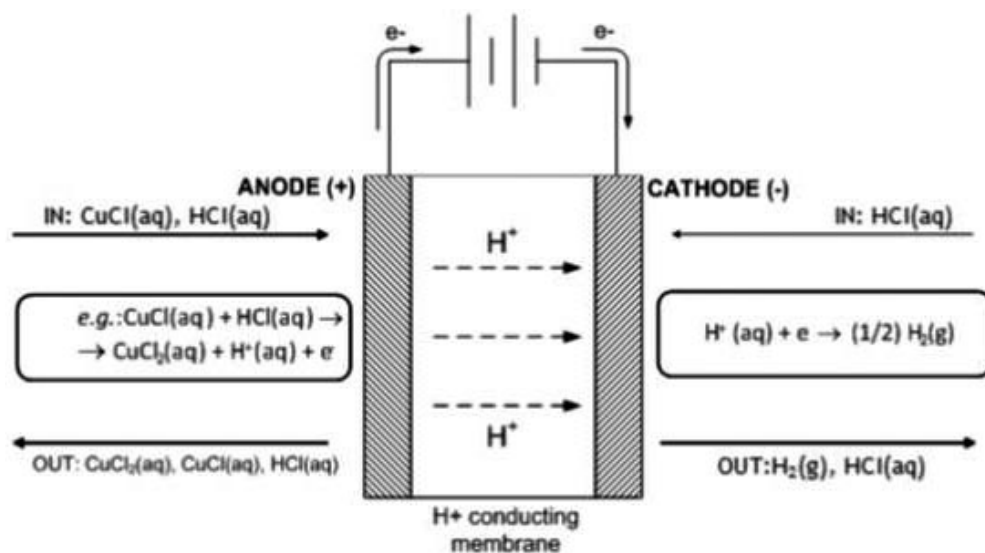 e-
e-
ANODE (+)
CATHODE (-)
IN: CuCl(aq), HCl(aq)
IN: HCl(aq)
H⁺
e.g.:CuCl(aq) + HCl(aq) →
→ CuCl₂(aq) + H⁺(aq) + e⁻
H⁺ (aq) + e → (1/2) H₂(g)
H⁺
OUT: CuCl₂(aq), CuCl(aq), HCl(aq)
OUT:H₂(g), HCl(aq)
H+ conducting
membrane